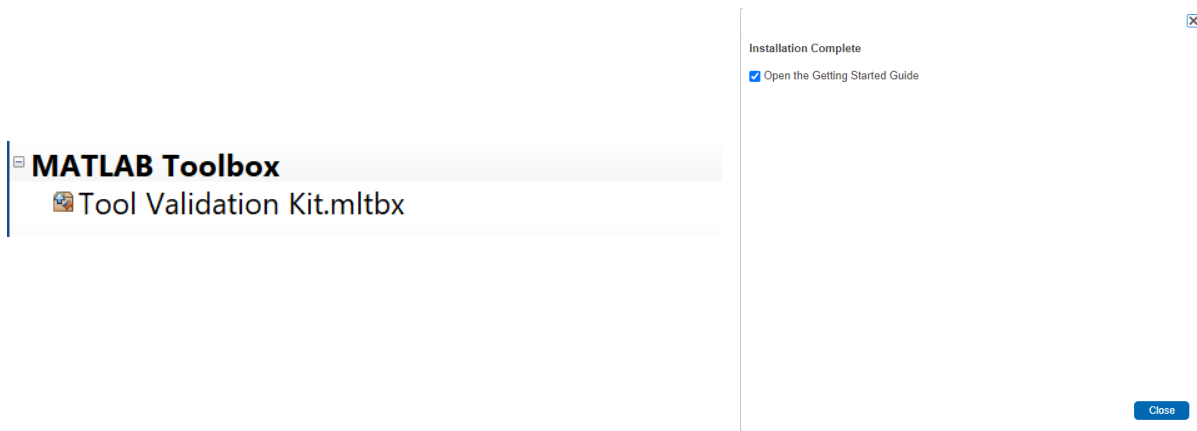 MATLAB Toolbox
Tool Validation Kit.mltbx
Installation Complete
Open the Getting Started Guide
Close